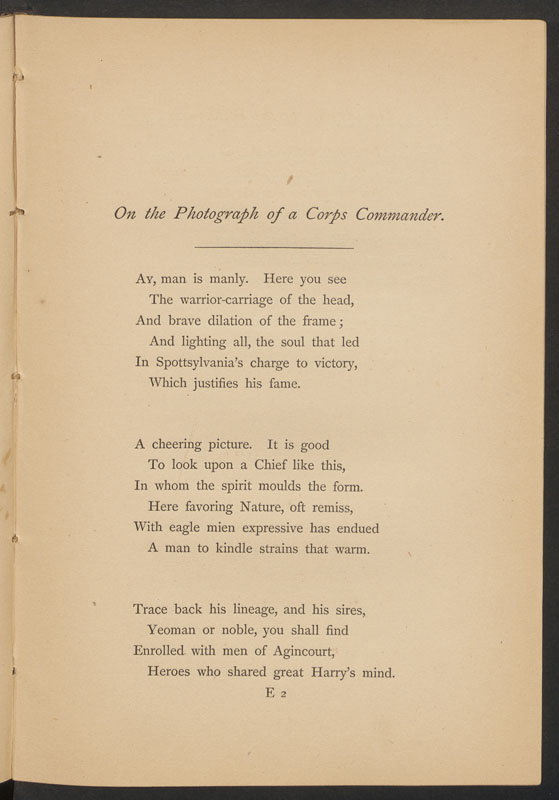 On the Photograph of a Corps Commander.
Ay, man is manly. Here you see
The warrior-carriage of the head,
And brave dilation of the frame;
And lighting all, the soul that led
In Spottsylvania's charge to victory,
Which justifies his fame.
A cheering picture. It is good
To look upon a Chief like this,
In whom the spirit moulds the form.
Here favoring Nature, oft remiss,
With eagle mien expressive has endued
A man to kindle strains that warm.
Trace back his lineage, and his sires,
Yeoman or noble, you shall find
Enrolled with men of Agincourt,
Heroes who shared great Harry's mind.
E 2